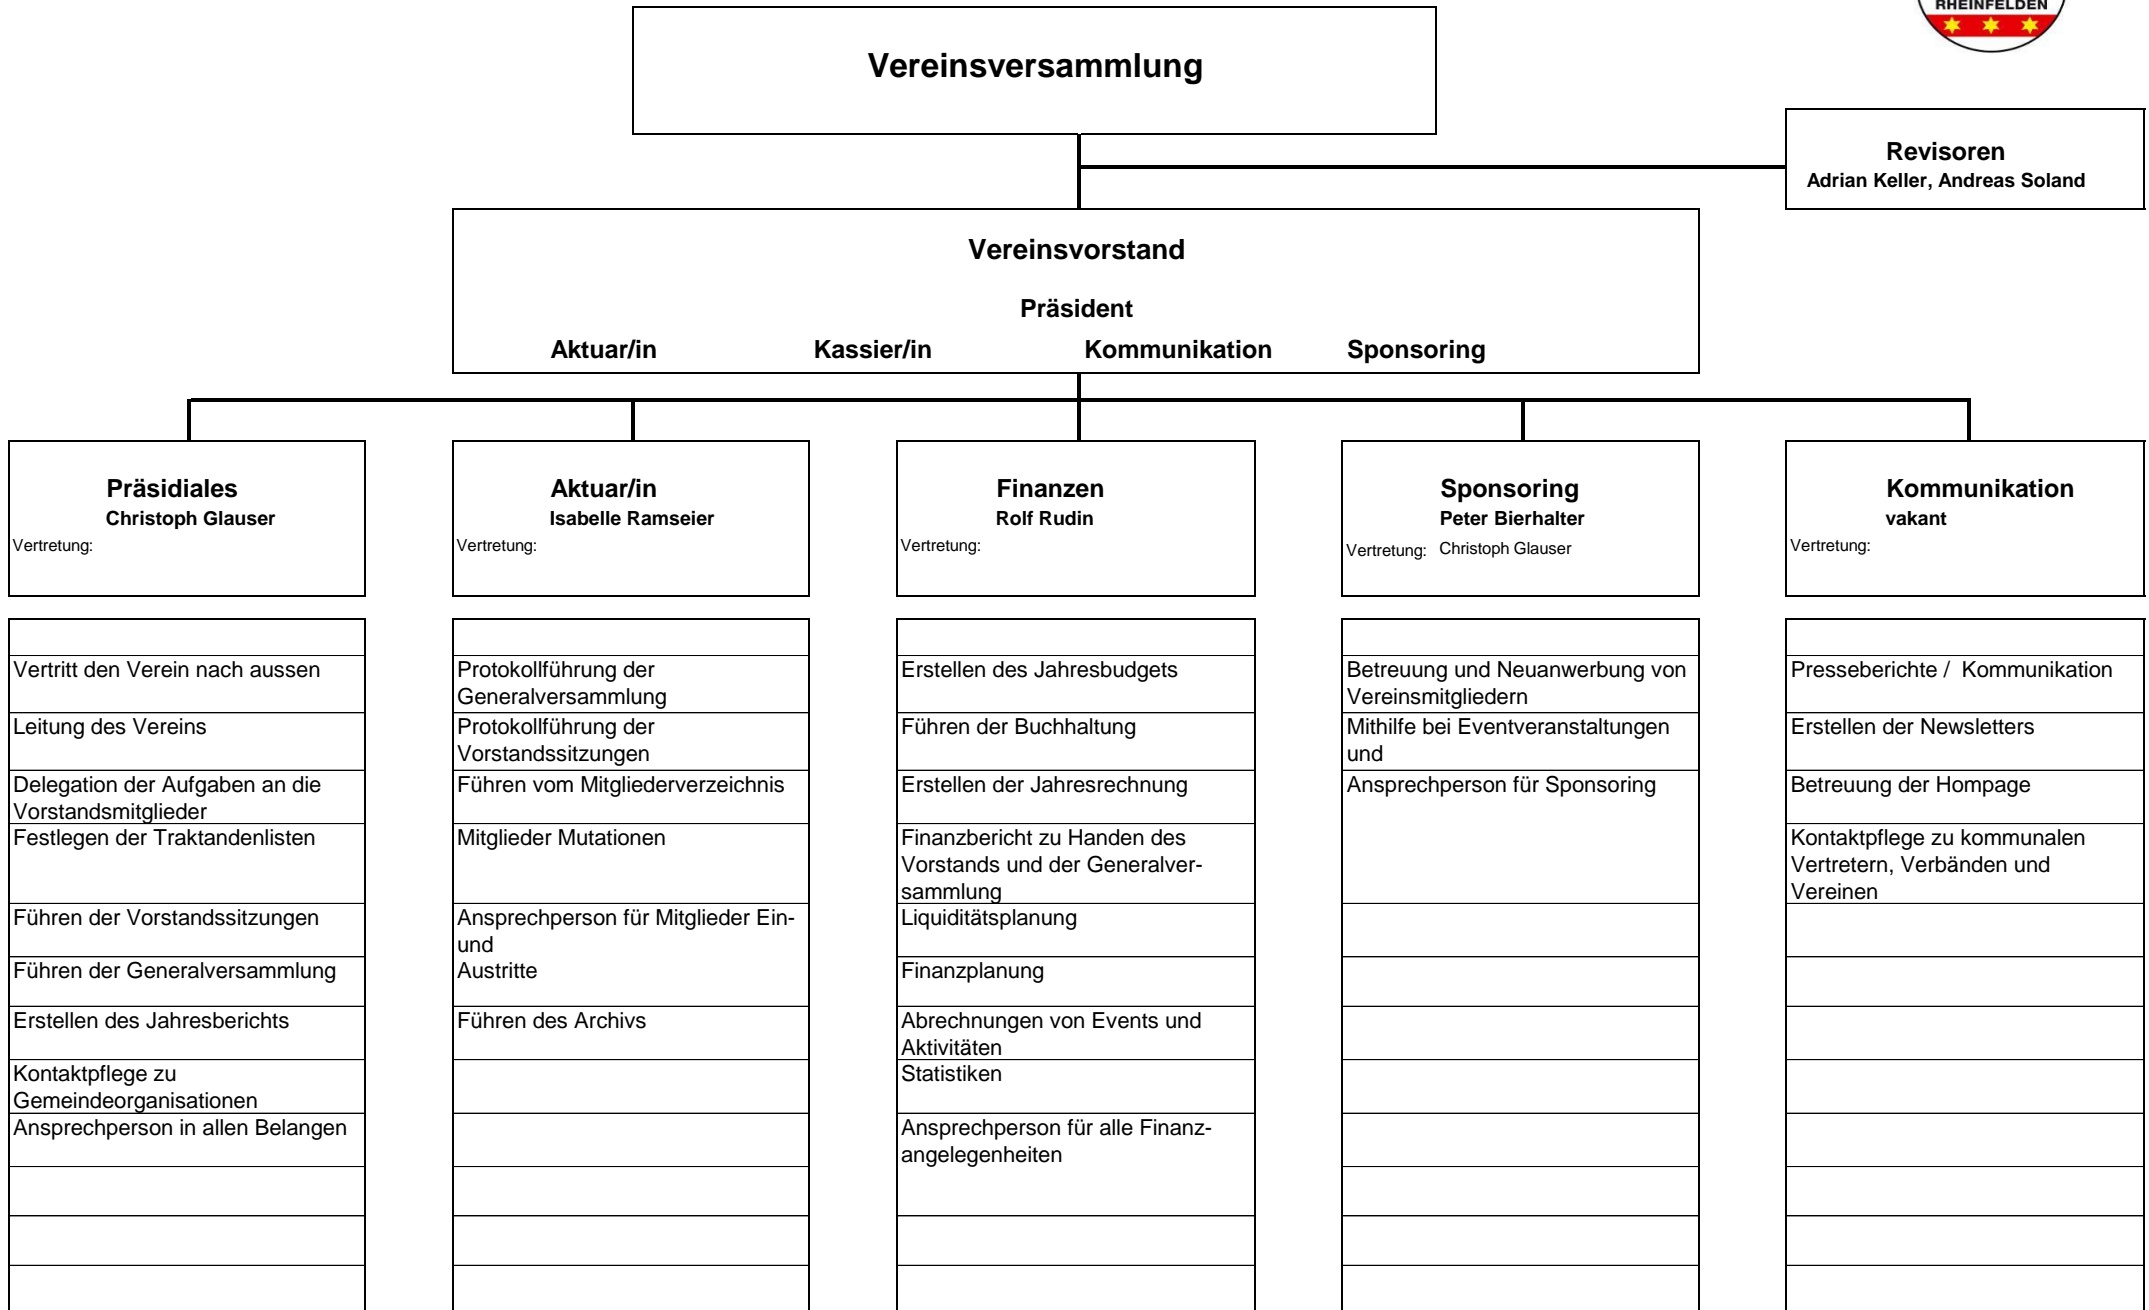 RHEINFELDEN
Vereinsversammlung
Revisoren
Adrian Keller, Andreas Soland
Vereinsvorstand
Präsident
Aktuar/in Kassier/in Kommunikation Sponsoring
Präsidiales
Christoph Glauser
Vertretung:
Aktuar/in
Isabelle Ramseier
Vertretung:
Finanzen
Rolf Rudin
Vertretung:
Sponsoring
Peter Bierhalter
Vertretung: Christoph Glauser
Kommunikation
vakant
Vertretung:
Vertritt den Verein nach aussen
Leitung des Vereins
Delegation der Aufgaben an die
Vorstandsmitglieder
Festlegen der Traktandenlisten
Führen der Vorstandssitzungen
Führen der Generalversammlung
Erstellen des Jahresberichts
Kontaktpflege zu
Gemeindeorganisationen
Ansprechperson in allen Belangen
Protokollführung der
Generalversammlung
Protokollführung der
Vorstandssitzungen
Führen vom Mitgliederverzeichnis
Mitglieder Mutationen
Ansprechperson für Mitglieder Ein-
und
Austritte
Führen des Archivs
Erstellen des Jahresbudgets
Führen der Buchhaltung
Erstellen der Jahresrechnung
Finanzbericht zu Handen des
Vorstands und der Generalver-
sammlung
Liquiditätsplanung
Finanzplanung
Abrechnungen von Events und
Aktivitäten
Statistiken
Ansprechperson für alle Finanz-
angelegenheiten
Betreuung und Neuanwerbung von
Vereinsmitgliedern
Mithilfe bei Eventveranstaltungen
und
Ansprechperson für Sponsoring
Presseberichte / Kommunikation
Erstellen der Newsletters
Betreuung der Hompage
Kontaktpflege zu kommunalen
Vertretern, Verbänden und
Vereinen